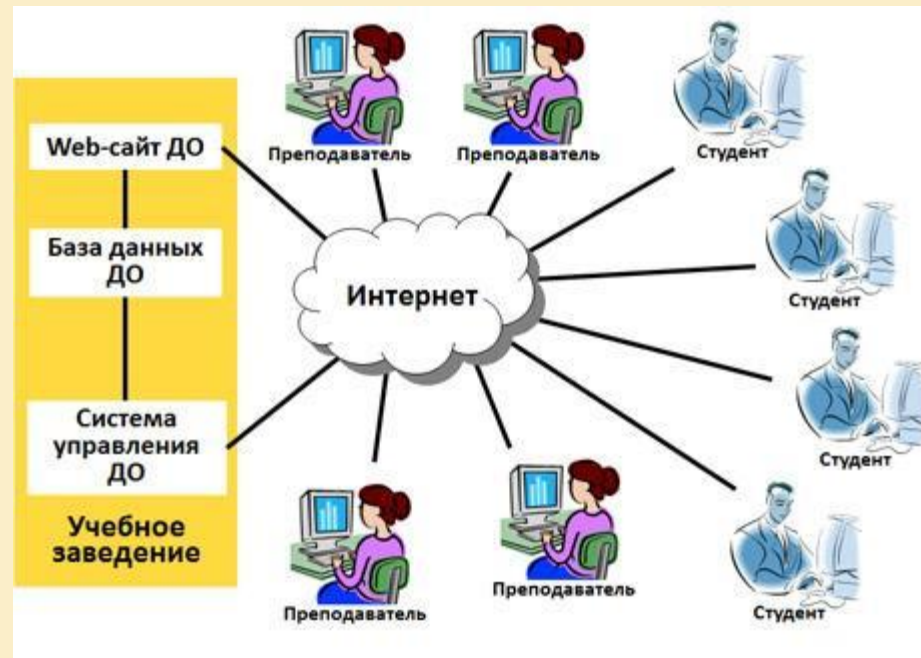 Преподаватель
Преподаватель
Студент
Web-сайт ДО
База данных
ДО
Студент
Интернет
Система
управления
ДО
Студент
Учебное
заведение
Преподаватель
Преподаватель
Студент